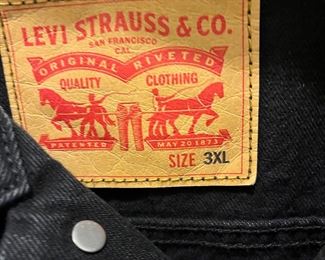 LEVI STRAUSS & CO.
SAN FRANCISCO
CAL
ORIGINAL RIVETED
QUALITY CLOTHING
PATENTED MAY 20 1873
SIZE 3XL